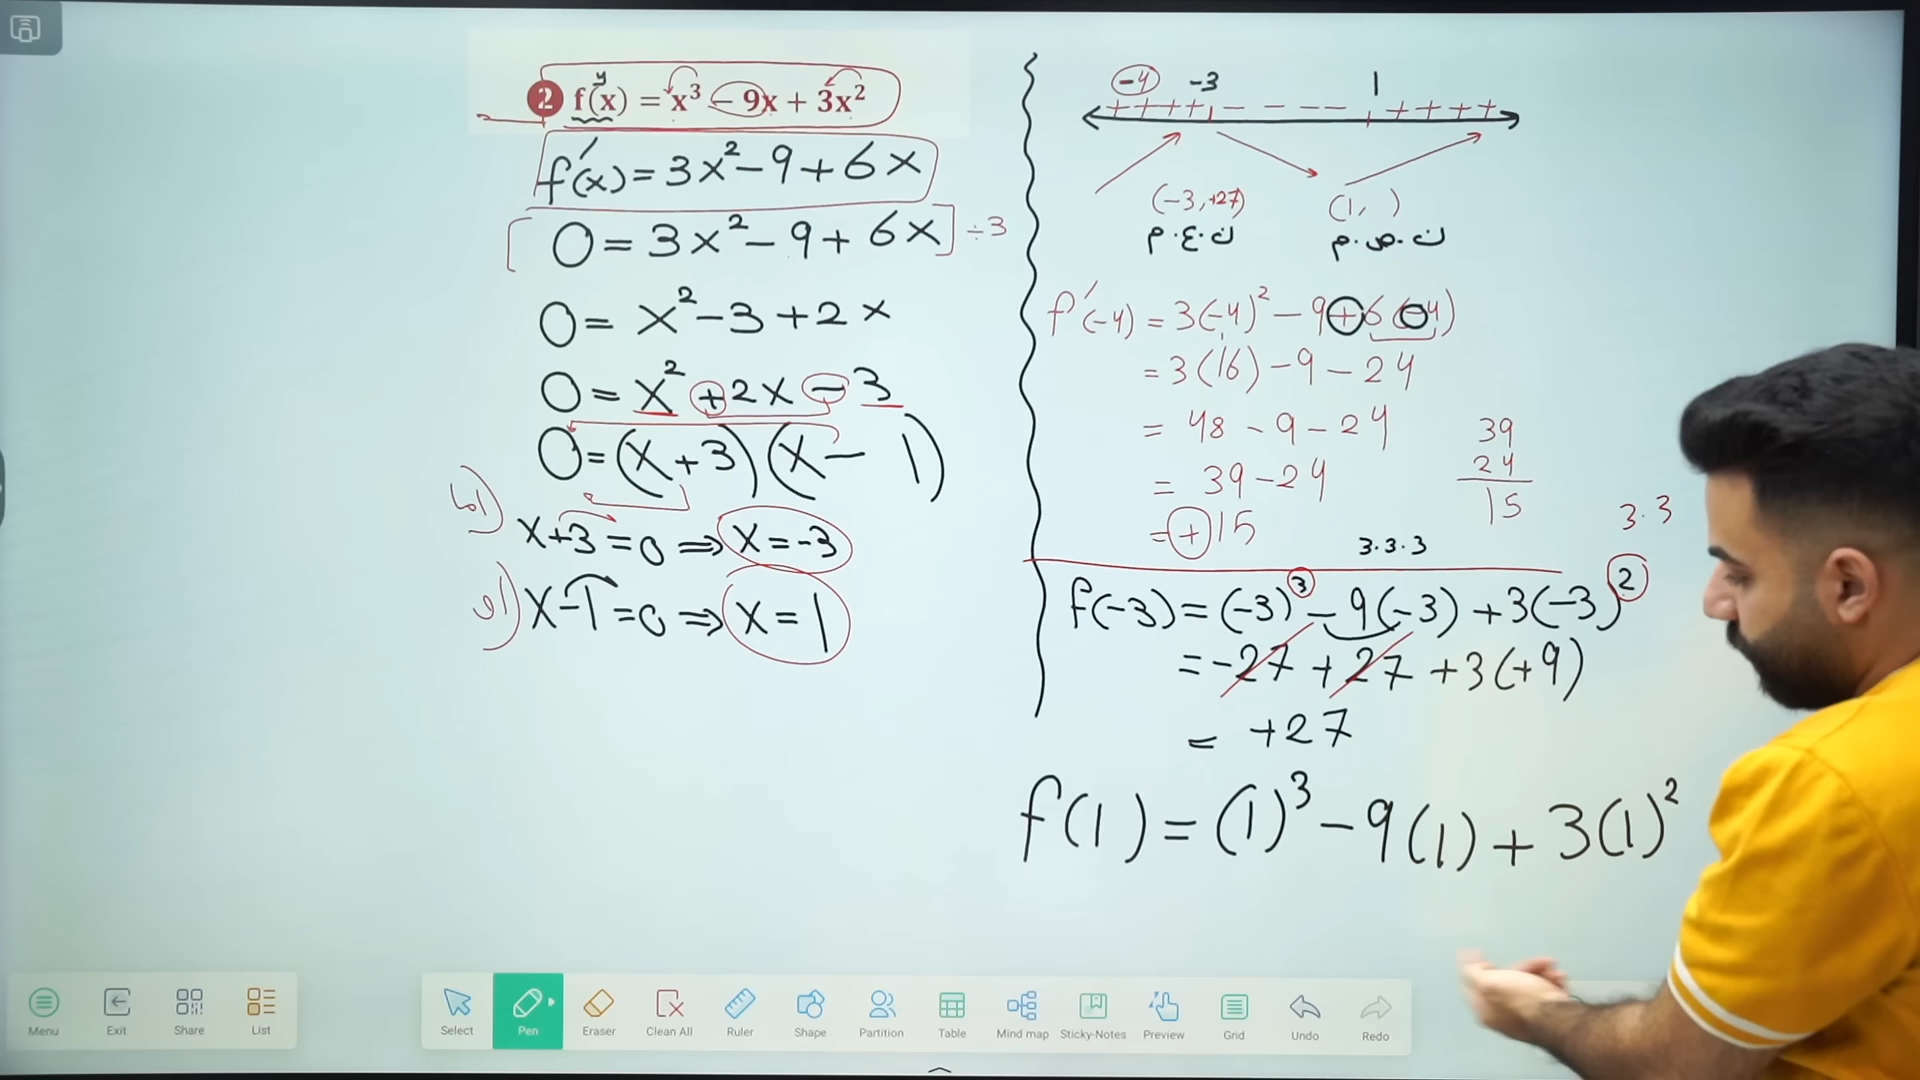 2 f(x) = x³ − 9x + 3x²
y
f′(x) = 3x² − 9 + 6x
0 = 3x² − 9 + 6x ÷3
0 = x² − 3 + 2x
0 = x² + 2x − 3
0 = (x + 3)(x − 1)
اما x+3 = 0 ⇒ x = −3
او x−1 = 0 ⇒ x = 1
−4 −3 1
++++ − − − − ++++
(−3, +27) (1, )
ن.ع.م ن.ص.م
f′(−4) = 3(−4)² − 9 + 6(−4)
= 3(16) − 9 − 24
= 48 − 9 − 24
= 39 − 24
= +15
39
24
15
3.3
3.3.3
f(−3) = (−3)³ − 9(−3) + 3(−3)²
= −27 + 27 + 3(+9)
= +27
f(1) = (1)³ − 9(1) + 3(1)²
Menu Exit Share List Select Pen Eraser Clean All Ruler Shape Partition Table Mind map Sticky-Notes Preview Grid Undo Redo